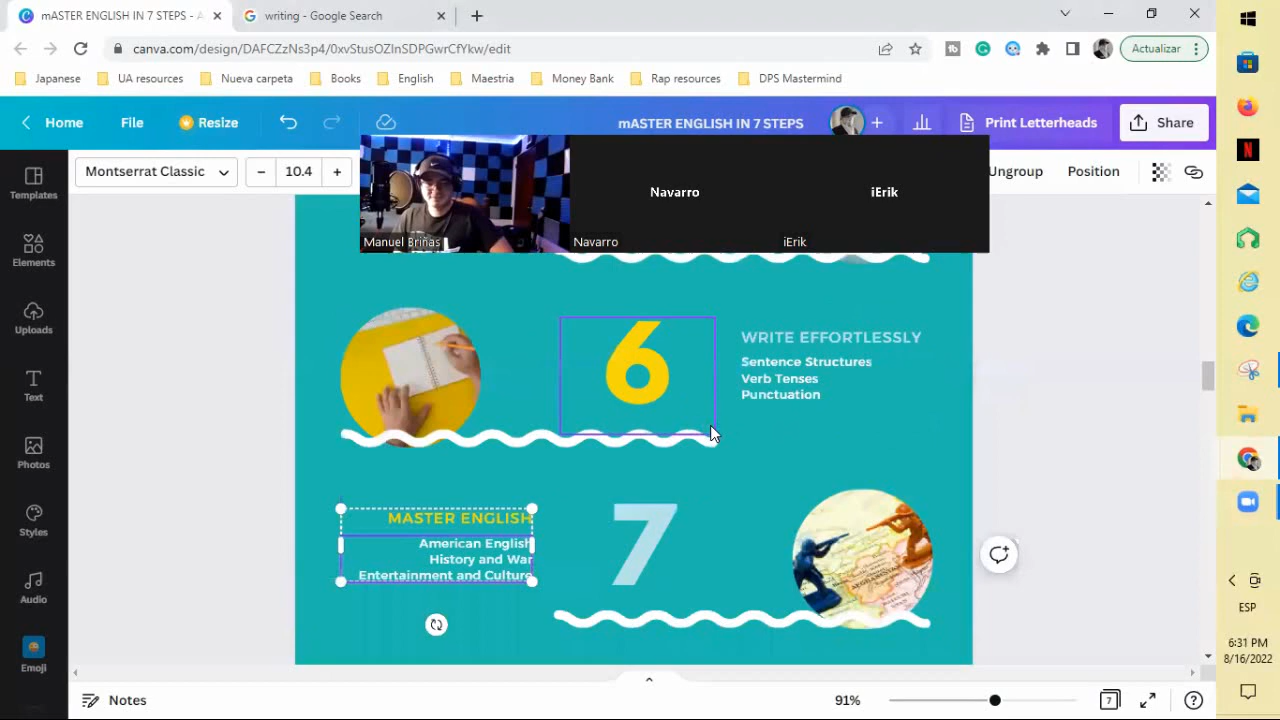 mASTER ENGLISH IN 7 STEPS - A
writing - Google Search
canva.com/design/DAFCZzNs3p4/0xvStusOZInSDPGwrCfYkw/edit
Actualizar
Japanese
UA resources
Nueva carpeta
Books
English
Maestria
Money Bank
Rap resources
DPS Mastermind
Home
File
Resize
mASTER ENGLISH IN 7 STEPS
Print Letterheads
Share
Montserrat Classic
10.4
Ungroup
Position
Navarro
iErik
Manuel Briñas
Navarro
iErik
Templates
Elements
Uploads
Text
Photos
Styles
Audio
Emoji
6
WRITE EFFORTLESSLY
Sentence Structures
Verb Tenses
Punctuation
MASTER ENGLISH
American English
History and War
Entertainment and Culture
7
AFGHANISTAN
Notes
91%
7
ESP
6:31 PM
8/16/2022